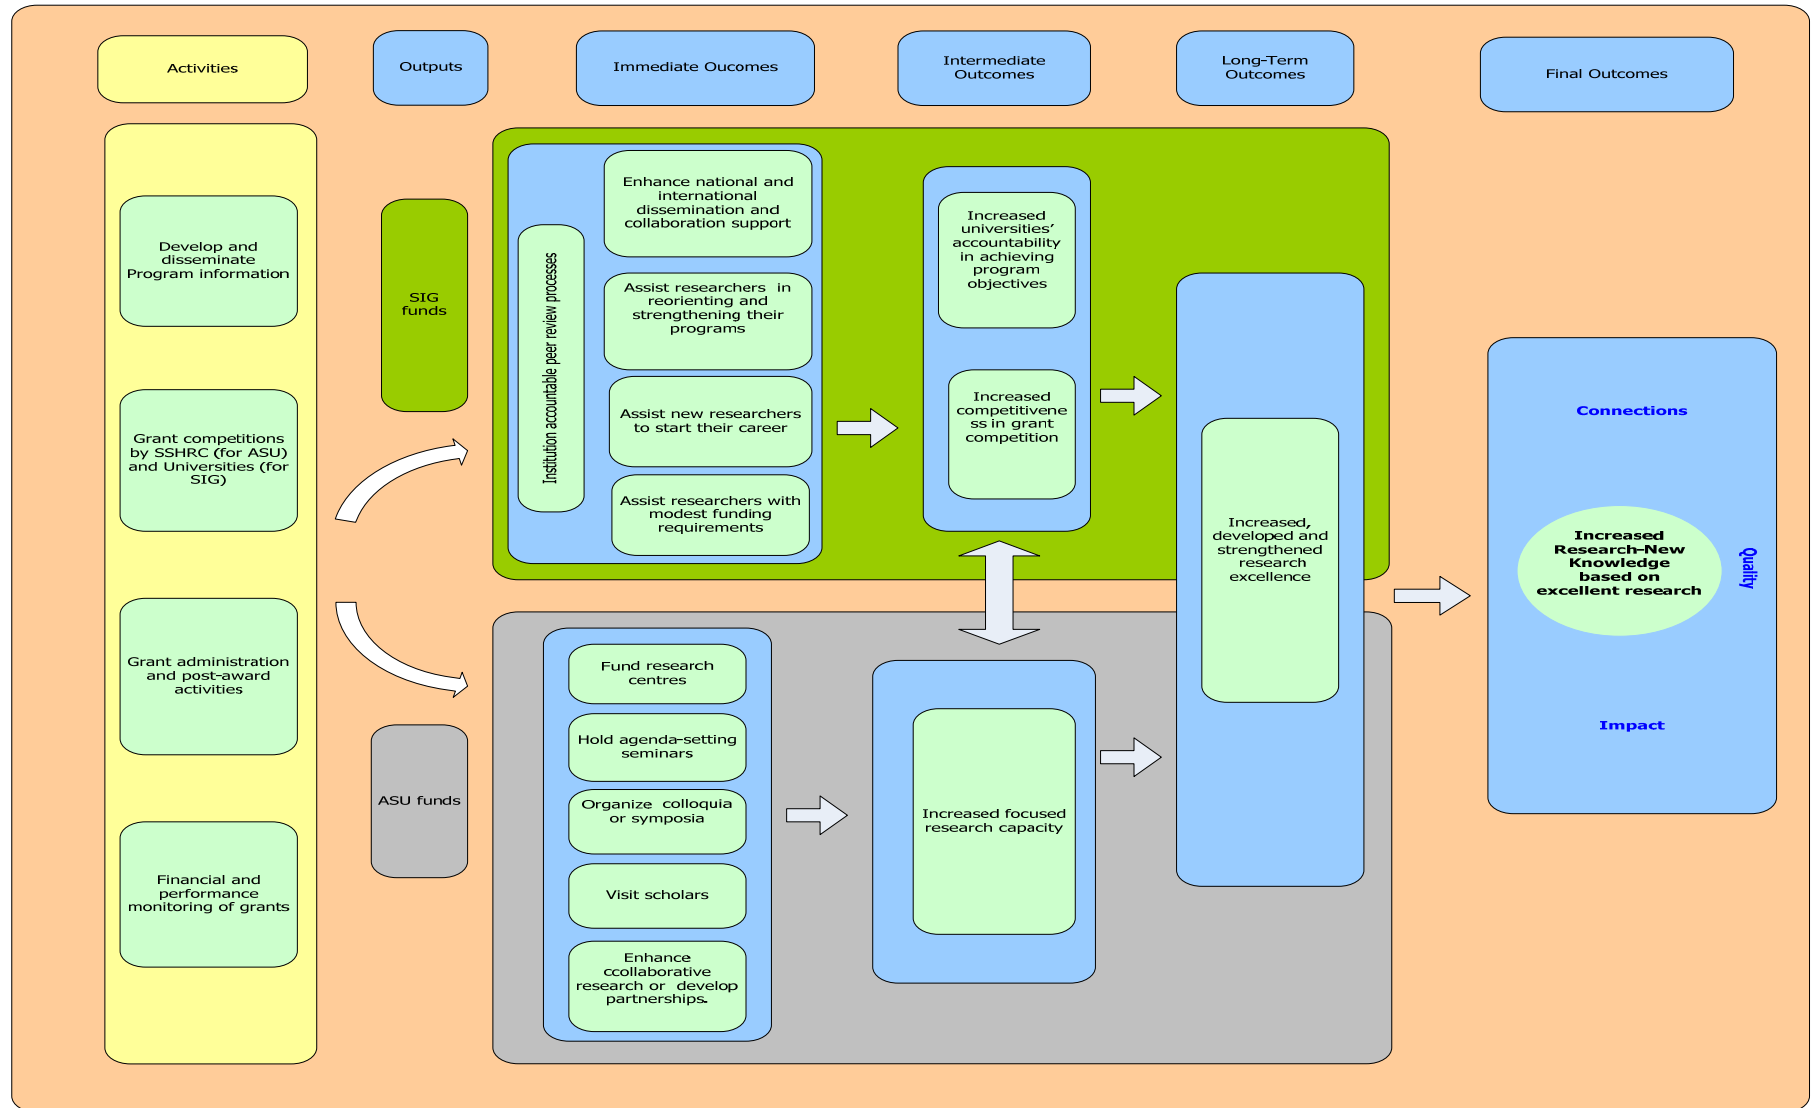 Activities
Outputs
Immediate Oucomes
Intermediate
Outcomes
Long-Term
Outcomes
Final Outcomes
Develop and
disseminate
Program information
Grant competitions
by SSHRC (for ASU)
and Universities (for
SIG)
Grant administration
and post-award
activities
Financial and
performance
monitoring of grants
SIG
funds
ASU funds
Institution accountable peer review processes
Enhance national and
international
dissemination and
collaboration support
Assist researchers in
reorienting and
strengthening their
programs
Assist new researchers
to start their career
Assist researchers with
modest funding
requirements
Increased
universities’
accountability
in achieving
program
objectives
Increased
competitivene
ss in grant
competition
Fund research
centres
Hold agenda-setting
seminars
Organize colloquia
or symposia
Visit scholars
Enhance
ccollaborative
research or develop
partnerships.
Increased focused
research capacity
Increased,
developed and
strengthened
research
excellence
Connections
Increased
Research-New
Knowledge
based on
excellent research
Quality
Impact